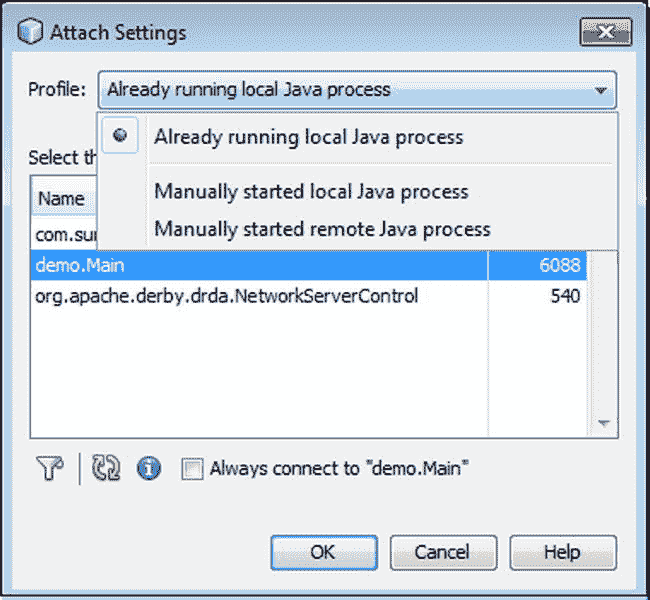 Attach Settings
Profile: Already running local Java process
Already running local Java process
Select th
Manually started local Java process
Name
Manually started remote Java process
com.sun
demo.Main 6088
org.apache.derby.drda.NetworkServerControl 540
Always connect to "demo.Main"
OK Cancel Help